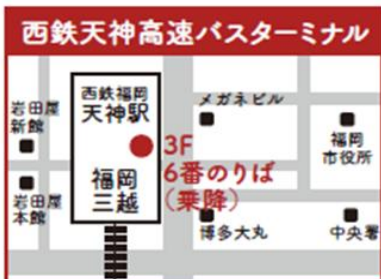 西鉄天神高速バスターミナル
西鉄福岡
天神駅
岩田屋
新館
メガネビル
3F
6番のりば
(乗降)
福岡
市役所
福岡
三越
岩田屋
本館
博多大丸
中央署